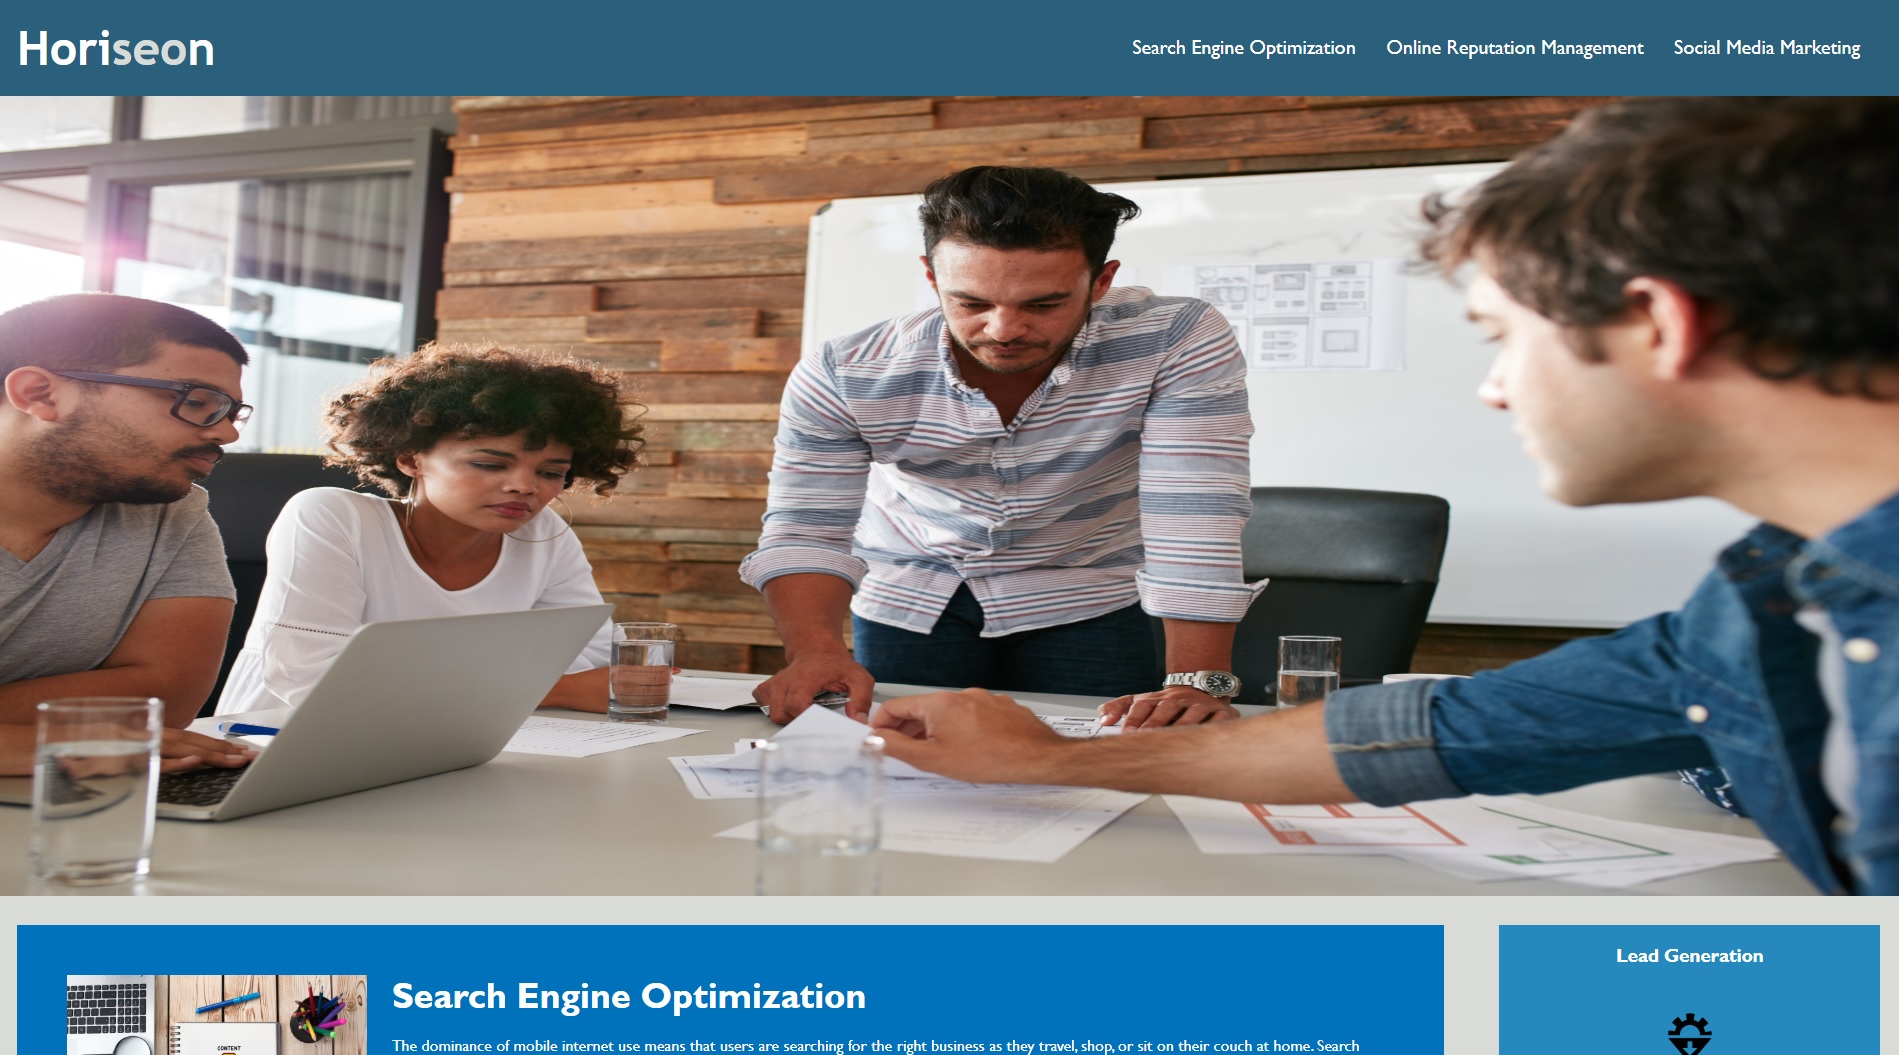 Horiseon
Search Engine Optimization Online Reputation Management Social Media Marketing
Lead Generation
Search Engine Optimization
CONTENT
The dominance of mobile internet use means that users are searching for the right business as they travel, shop, or sit on their couch at home. Search